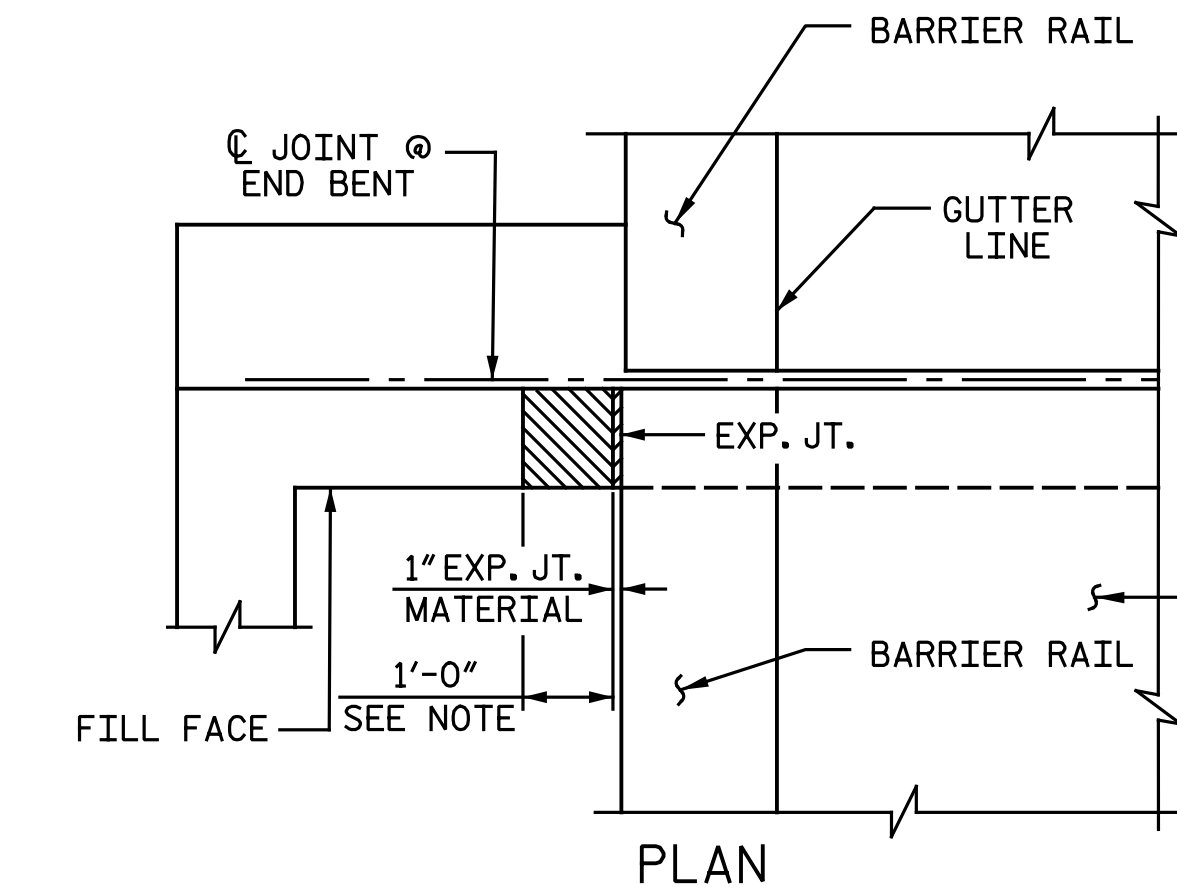 BARRIER RAIL
℄ JOINT @
END BENT
GUTTER
LINE
EXP. JT.
1" EXP. JT.
MATERIAL
BARRIER RAIL
1'-0"
SEE NOTE
FILL FACE
PLAN